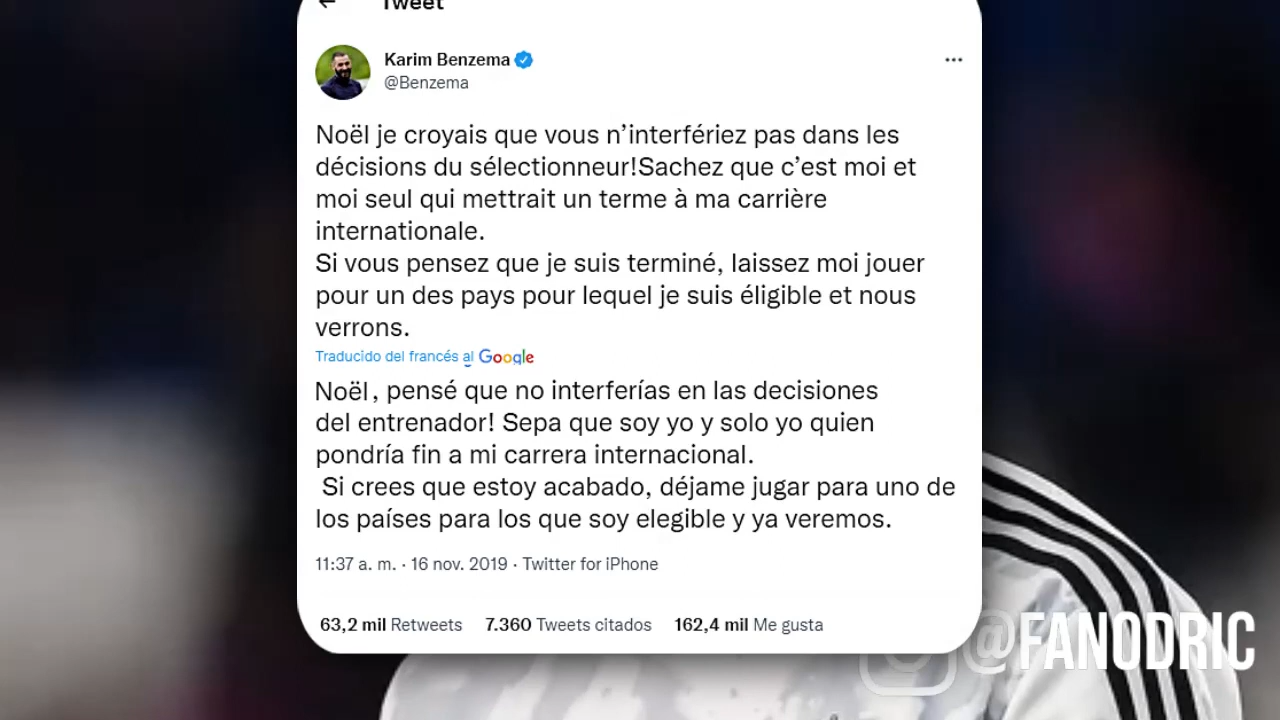 Tweet
Karim Benzema
@Benzema
Noël je croyais que vous n’interfériez pas dans les
décisions du sélectionneur!Sachez que c’est moi et
moi seul qui mettrait un terme à ma carrière
internationale.
Si vous pensez que je suis terminé, laissez moi jouer
pour un des pays pour lequel je suis éligible et nous
verrons.
Traducido del francés al Google
Noël, pensé que no interferías en las decisiones
del entrenador! Sepa que soy yo y solo yo quien
pondría fin a mi carrera internacional.
Si crees que estoy acabado, déjame jugar para uno de
los países para los que soy elegible y ya veremos.
11:37 a. m. · 16 nov. 2019 · Twitter for iPhone
63,2 mil Retweets 7.360 Tweets citados 162,4 mil Me gusta
@FANODRIC